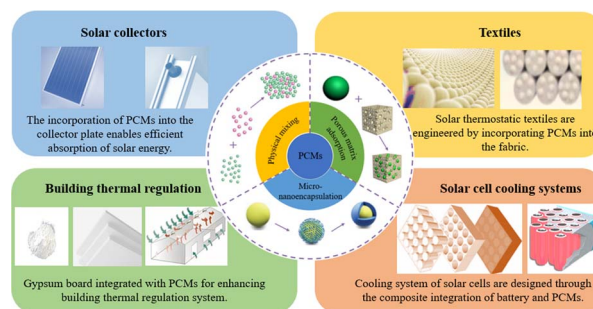 Solar collectors
The incorporation of PCMs into the
collector plate enables efficient
absorption of solar energy.
Textiles
Solar thermostatic textiles are
engineered by incorporating PCMs into
the fabric.
Physical mixing
Porous matrix
adsorption
PCMs
Micro-
nanoencapsulation
Building thermal regulation
Gypsum board integrated with PCMs for enhancing
building thermal regulation system.
Solar cell cooling systems
Cooling system of solar cells are designed through
the composite integration of battery and PCMs.